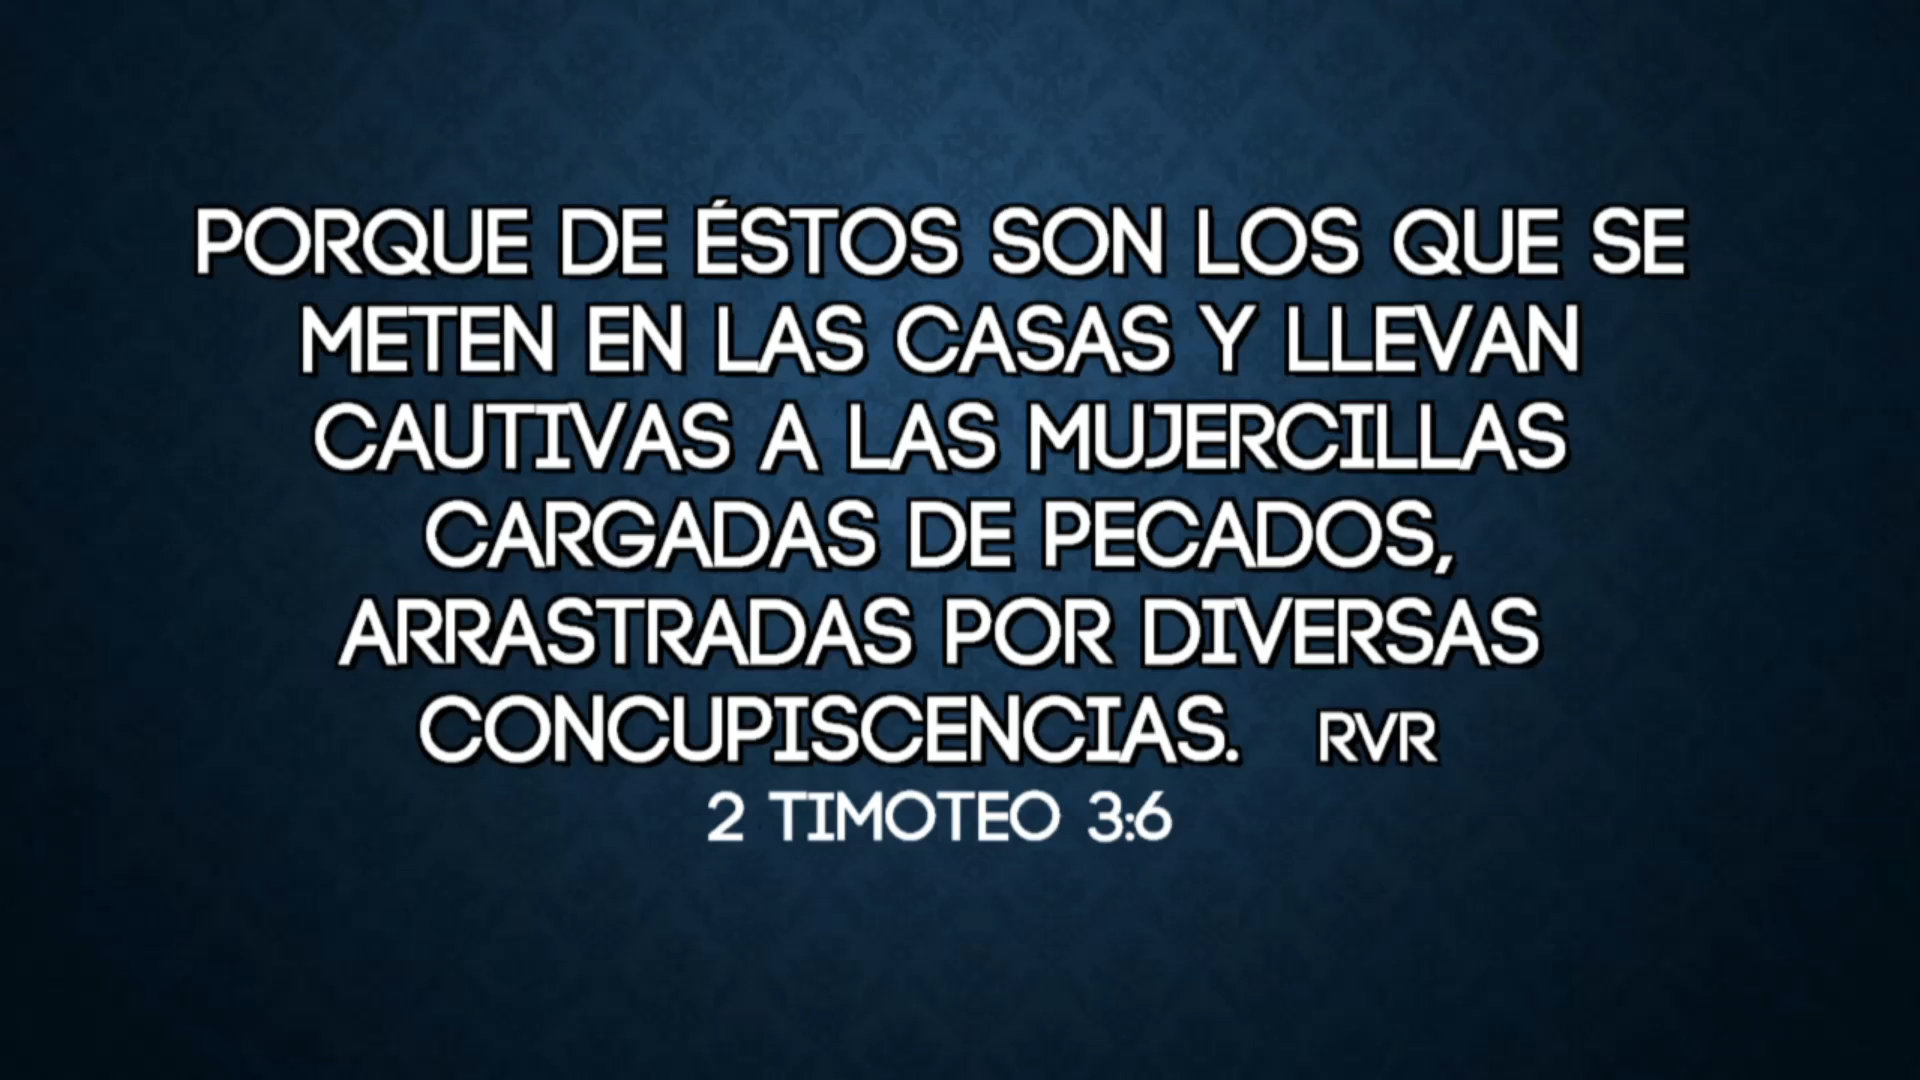 PORQUE DE ÉSTOS SON LOS QUE SE
METEN EN LAS CASAS Y LLEVAN
CAUTIVAS A LAS MUJERCILLAS
CARGADAS DE PECADOS,
ARRASTRADAS POR DIVERSAS
CONCUPISCENCIAS. RVR
2 TIMOTEO 3:6